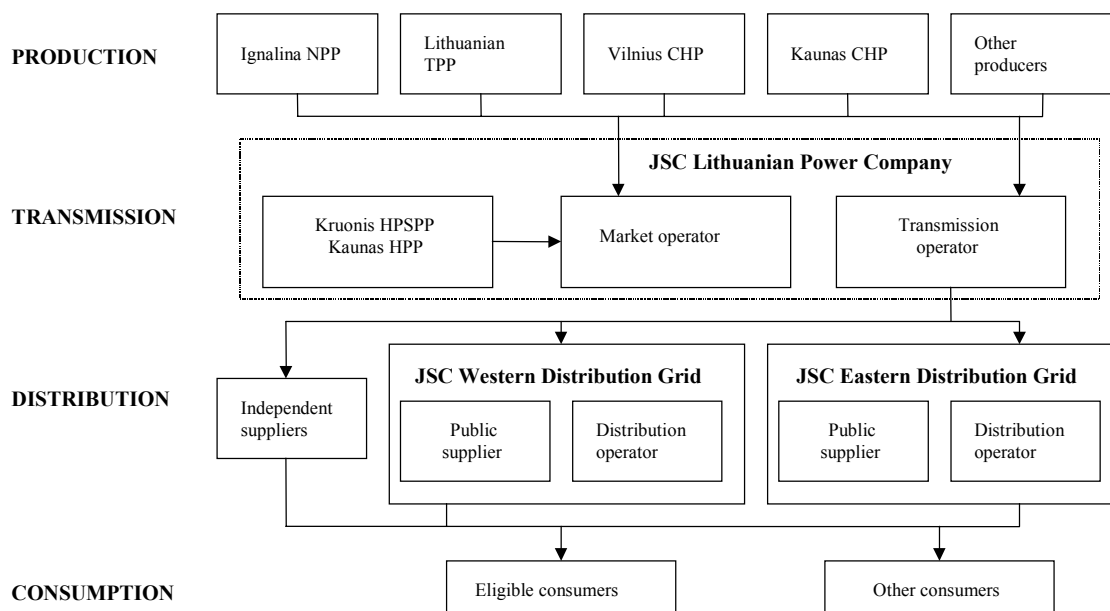 PRODUCTION
Ignalina NPP
Lithuanian
TPP
Vilnius CHP
Kaunas CHP
Other
producers
JSC Lithuanian Power Company
TRANSMISSION
Kruonis HPSPP
Kaunas HPP
Market operator
Transmission
operator
DISTRIBUTION
Independent
suppliers
JSC Western Distribution Grid
Public
supplier
Distribution
operator
JSC Eastern Distribution Grid
Public
supplier
Distribution
operator
CONSUMPTION
Eligible consumers
Other consumers